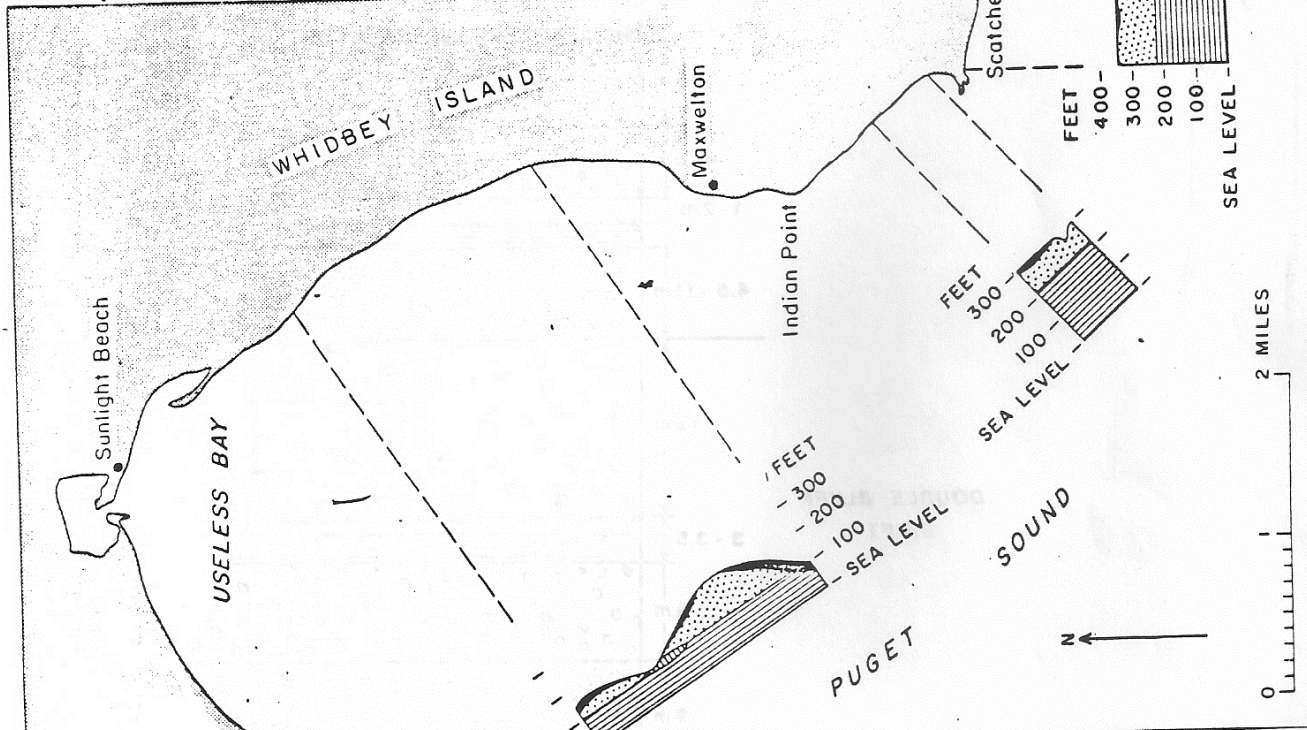 WHIDBEY ISLAND
Sunlight Beach
USELESS BAY
Maxwelton
Indian Point
Scatche
FEET
400-
300-
200-
100-
SEA LEVEL
FEET
300
200
100
SEA LEVEL
FEET
300
200
100
SEA LEVEL
PUGET SOUND
N
0 1 2 MILES